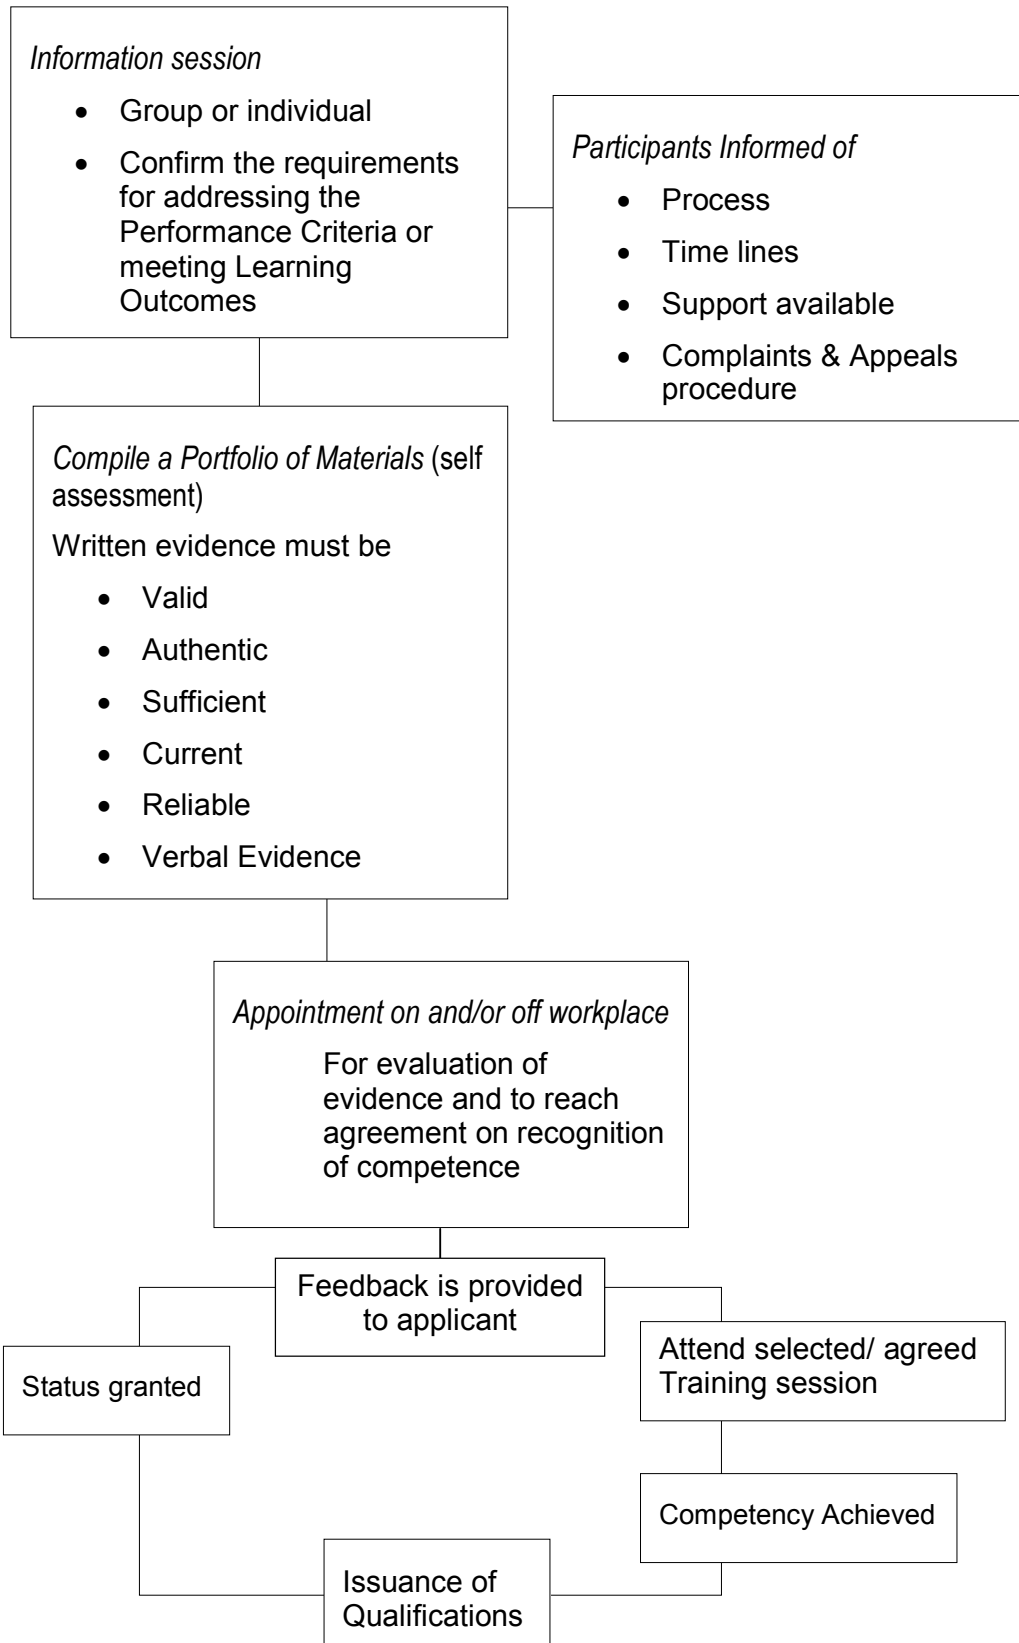 Information session
• Group or individual
• Confirm the requirements
for addressing the
Performance Criteria or
meeting Learning
Outcomes
Participants Informed of
• Process
• Time lines
• Support available
• Complaints & Appeals
procedure
Compile a Portfolio of Materials (self
assessment)
Written evidence must be
• Valid
• Authentic
• Sufficient
• Current
• Reliable
• Verbal Evidence
Appointment on and/or off workplace
For evaluation of
evidence and to reach
agreement on recognition
of competence
Feedback is provided
to applicant
Status granted
Attend selected/ agreed
Training session
Competency Achieved
Issuance of
Qualifications